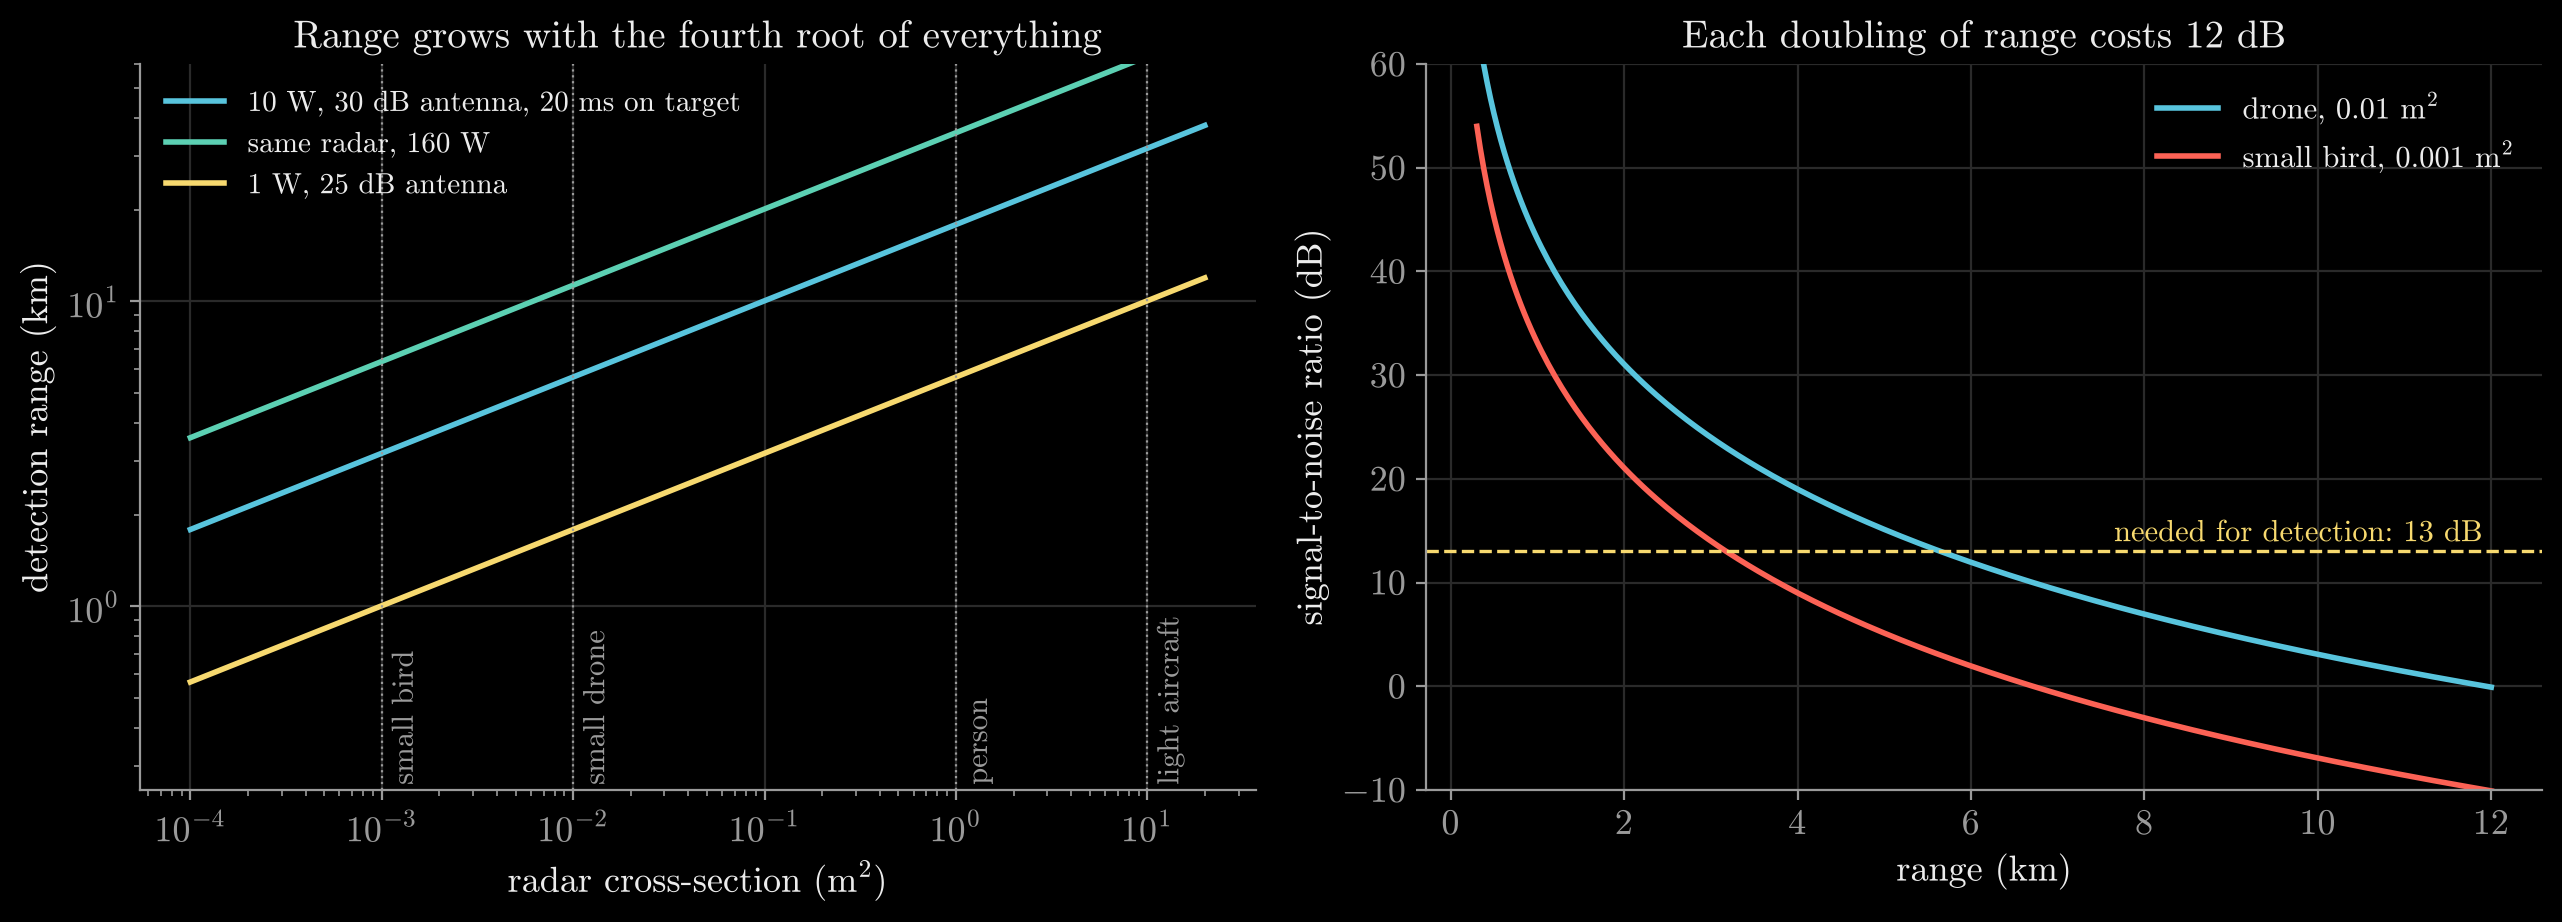 Range grows with the fourth root of everything
10 W, 30 dB antenna, 20 ms on target
same radar, 160 W
1 W, 25 dB antenna
detection range (km)
10¹
10⁰
small bird
small drone
person
light aircraft
10⁻⁴
10⁻³
10⁻²
10⁻¹
10⁰
10¹
radar cross-section (m²)
Each doubling of range costs 12 dB
drone, 0.01 m²
small bird, 0.001 m²
signal-to-noise ratio (dB)
60
50
40
30
20
10
0
−10
needed for detection: 13 dB
0
2
4
6
8
10
12
range (km)